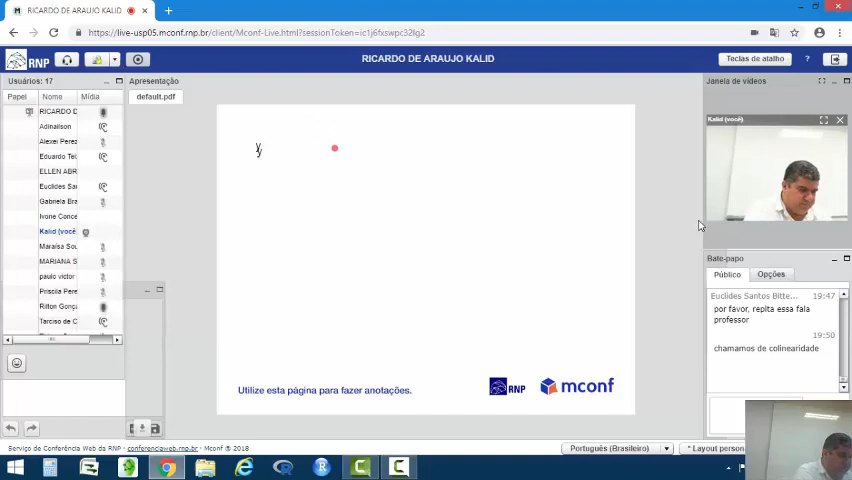 RICARDO DE ARAUJO KALID
https://live-usp05.mconf.rnp.br/client/Mconf-Live.html?sessionToken=ic1j6fxswpc32lg2
RNP
RICARDO DE ARAUJO KALID
Teclas de atalho
?
Usuários: 17
Apresentação
Janela de vídeos
Papel
Nome
Mídia
default.pdf
RICARDO D
Adinailson
Alexei Perez
Eduardo Tei
ELLEN ABR
Euclides Sar
Gabriela Bra
Ivone Conce
Kalid (você)
Maraísa Sou
MARIANA S
paulo victor
Priscila Pere
Rilton Gonça
Tarciso de C
Kalid (você)
y
Bate-papo
Público
Opções
Euclides Santos Bitte... 19:47
por favor, repita essa fala
professor
19:50
chamamos de colinearidade
Utilize esta página para fazer anotações.
RNP
mconf
Serviço de Conferência Web da RNP - conferenciaweb.rnp.br - Mconf ® 2018
Português (Brasileiro)
* Layout person